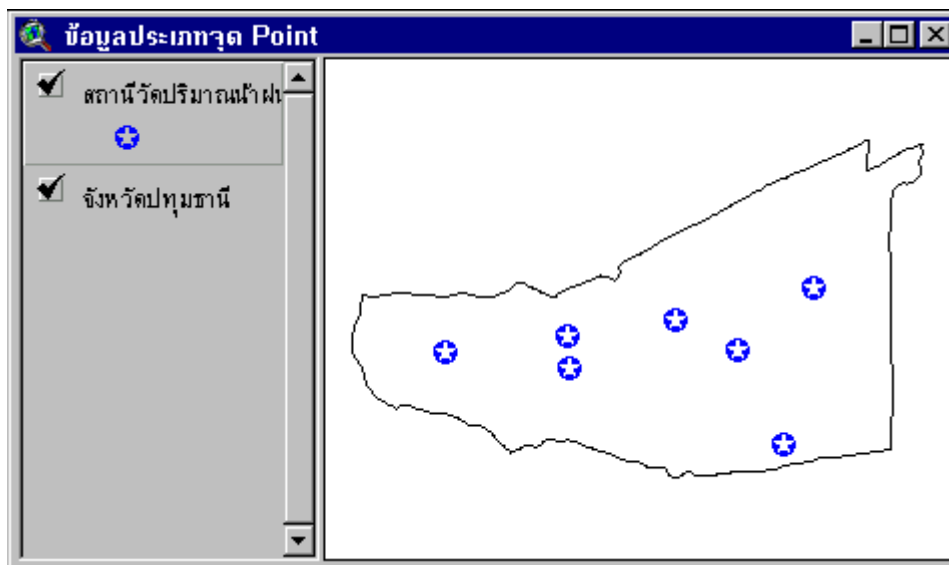 ข้อมูลประเภทจุด Point
สถานีวัดปริมาณน้ำฝน
จังหวัดปทุมธานี